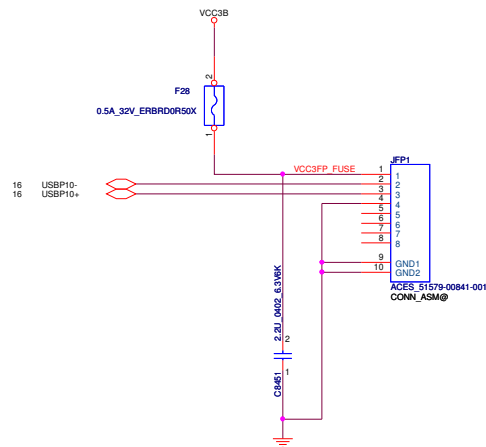 VCC3B
2
F28
0.5A_32V_ERBRD0R50X
1
JFP1
VCC3FP_FUSE
1 1
16 USBP10- 2 2
16 USBP10+ 3 3
4 4
5 5
6 6
7 7
8 8
9 GND1
10 GND2
ACES_51579-00841-001
CONN_ASM@
2.2U_0402_6.3V6K
2
1
C8451